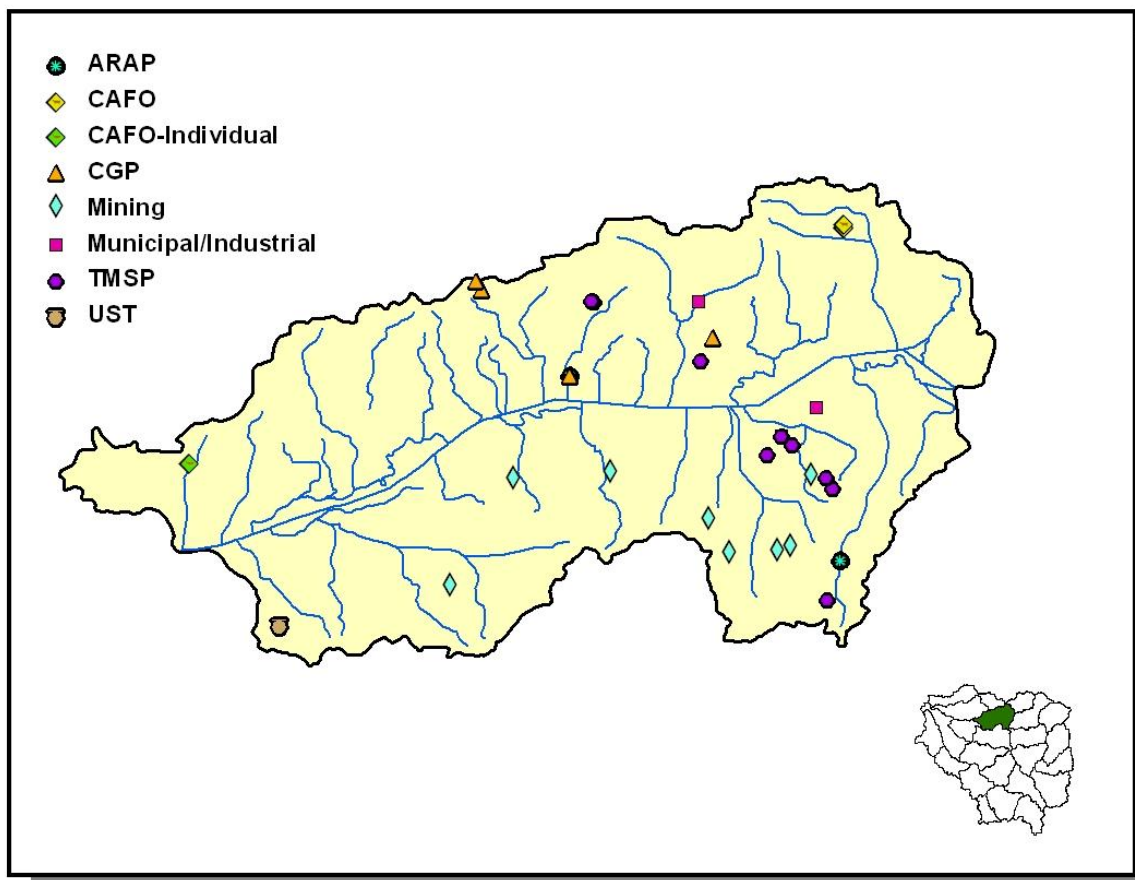 ARAP
CAFO
CAFO-Individual
CGP
Mining
Municipal/Industrial
TMSP
UST